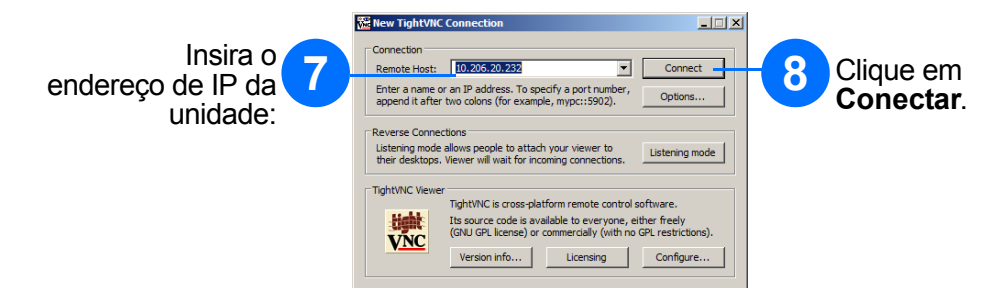 New TightVNC Connection
Insira o
endereço de IP da
unidade:
7
Connection
Remote Host:
10.206.20.232
Connect
Enter a name or an IP address. To specify a port number,
append it after two colons (for example, mypc::5902).
Options...
8
Clique em
Conectar.
Reverse Connections
Listening mode allows people to attach your viewer to
their desktops. Viewer will wait for incoming connections.
Listening mode
TightVNC Viewer
tight
VNC
TightVNC is cross-platform remote control software.
Its source code is available to everyone, either freely
(GNU GPL license) or commercially (with no GPL restrictions).
Version info...
Licensing
Configure...